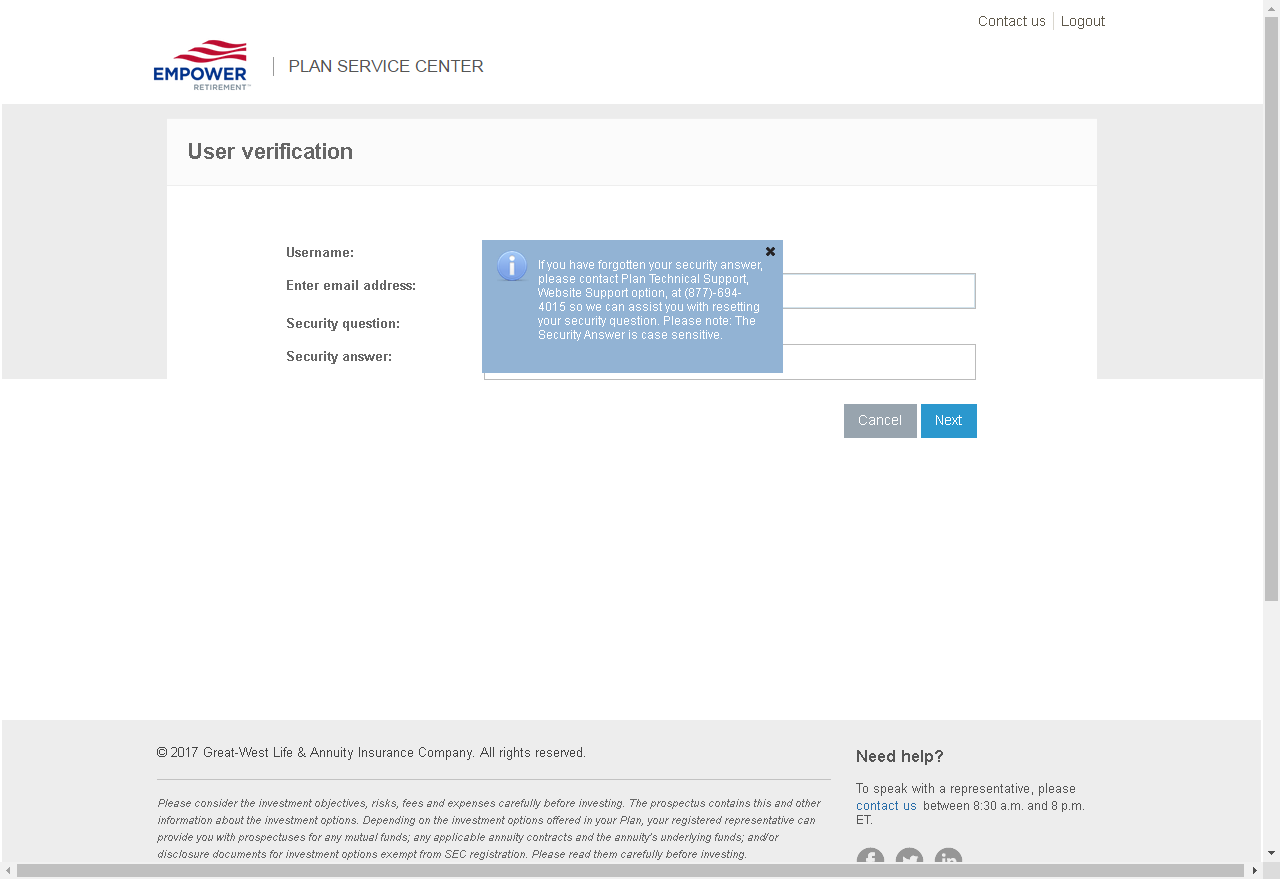 Contact us
Logout
EMPOWER
RETIREMENT™
PLAN SERVICE CENTER
User verification
Username:
If you have forgotten your security answer,
please contact Plan Technical Support,
Website Support option, at (877)-694-
4015 so we can assist you with resetting
your security question. Please note: The
Security Answer is case sensitive.
Enter email address:
Security question:
Security answer:
Cancel
Next
© 2017 Great-West Life & Annuity Insurance Company. All rights reserved.
Please consider the investment objectives, risks, fees and expenses carefully before investing. The prospectus contains this and other
information about the investment options. Depending on the investment options offered in your Plan, your registered representative can
provide you with prospectuses for any mutual funds; any applicable annuity contracts and the annuity's underlying funds; and/or
disclosure documents for investment options exempt from SEC registration. Please read them carefully before investing.
Need help?
To speak with a representative, please
contact us between 8:30 a.m. and 8 p.m.
ET.